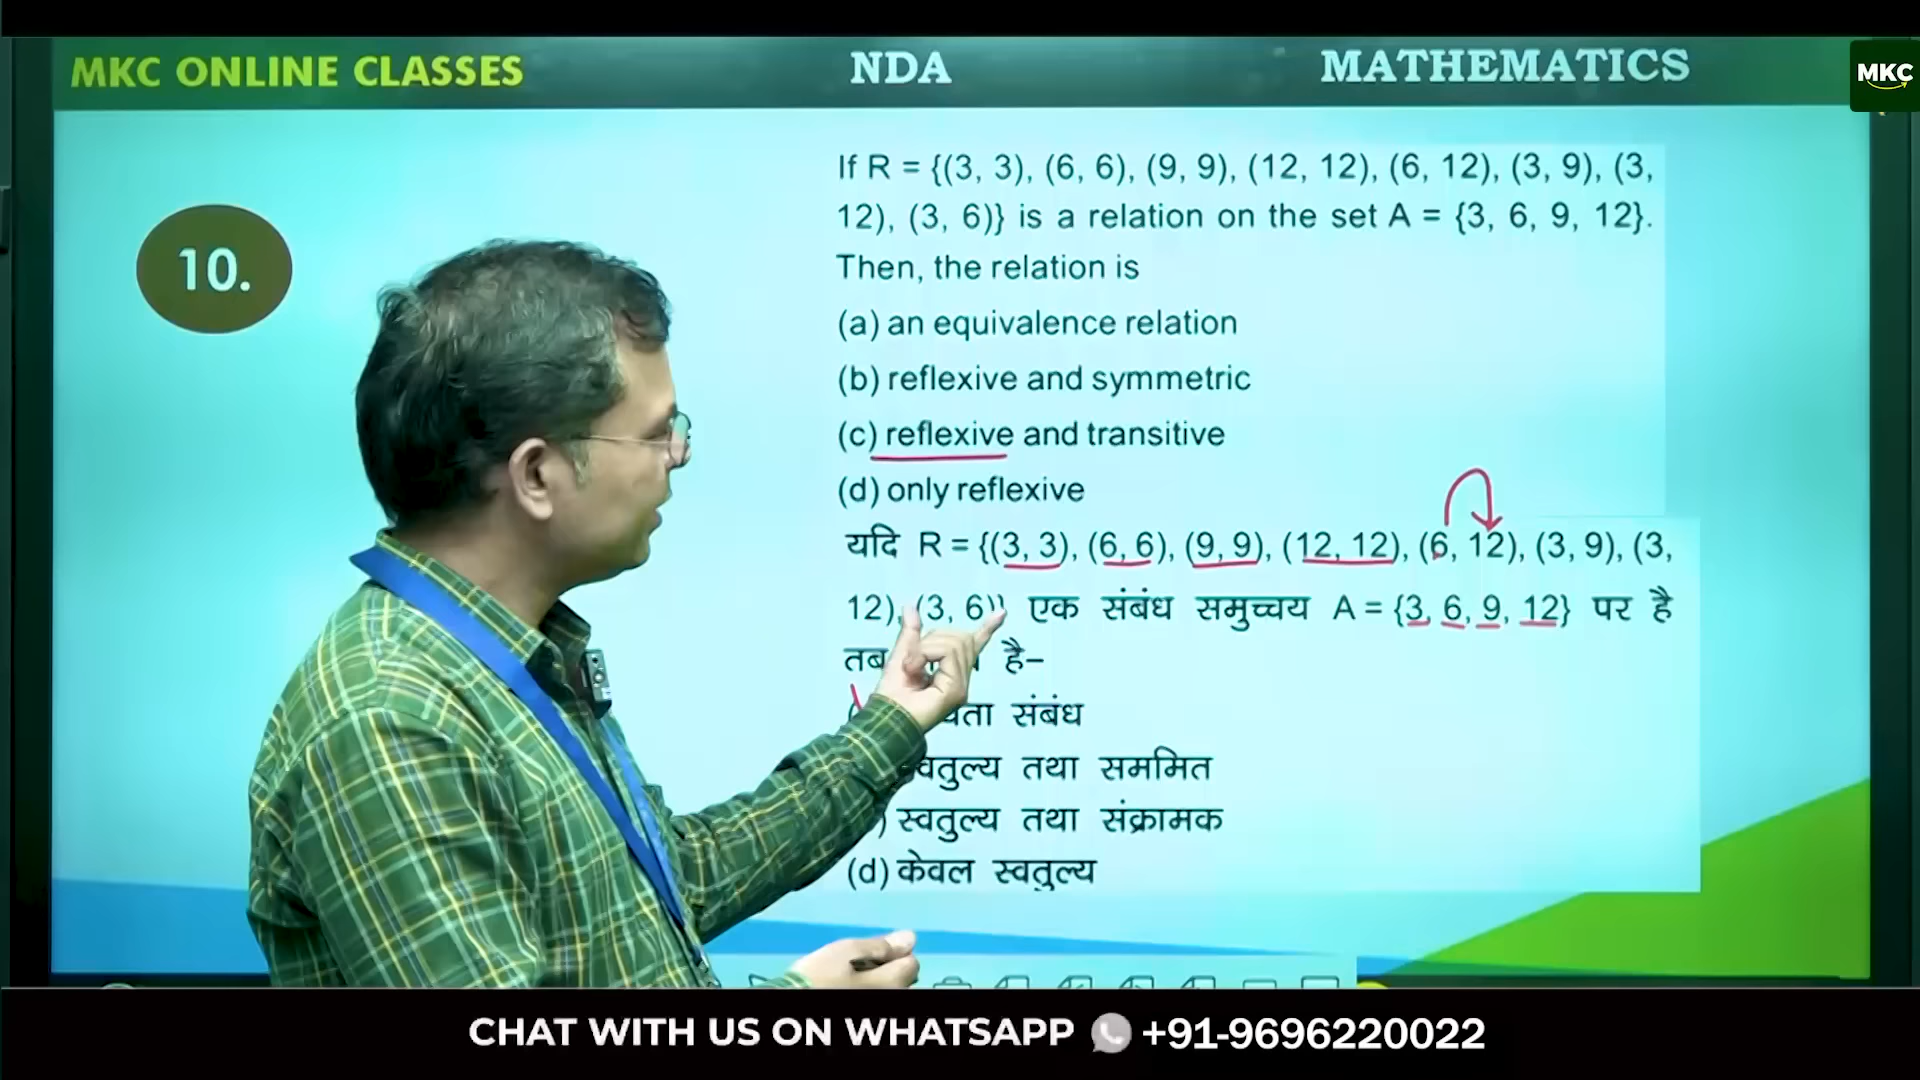 MKC ONLINE CLASSES NDA MATHEMATICS
MKC
10.
If R = {(3, 3), (6, 6), (9, 9), (12, 12), (6, 12), (3, 9), (3,
12), (3, 6)} is a relation on the set A = {3, 6, 9, 12}.
Then, the relation is
(a) an equivalence relation
(b) reflexive and symmetric
(c) reflexive and transitive
(d) only reflexive
यदि R = {(3, 3), (6, 6), (9, 9), (12, 12), (6, 12), (3, 9), (3,
12), (3, 6)} एक संबंध समुच्चय A = {3, 6, 9, 12} पर है
तब है–
संबंध
तथा सममित
स्वतुल्य तथा संक्रामक
(d) केवल स्वतुल्य
CHAT WITH US ON WHATSAPP +91-9696220022